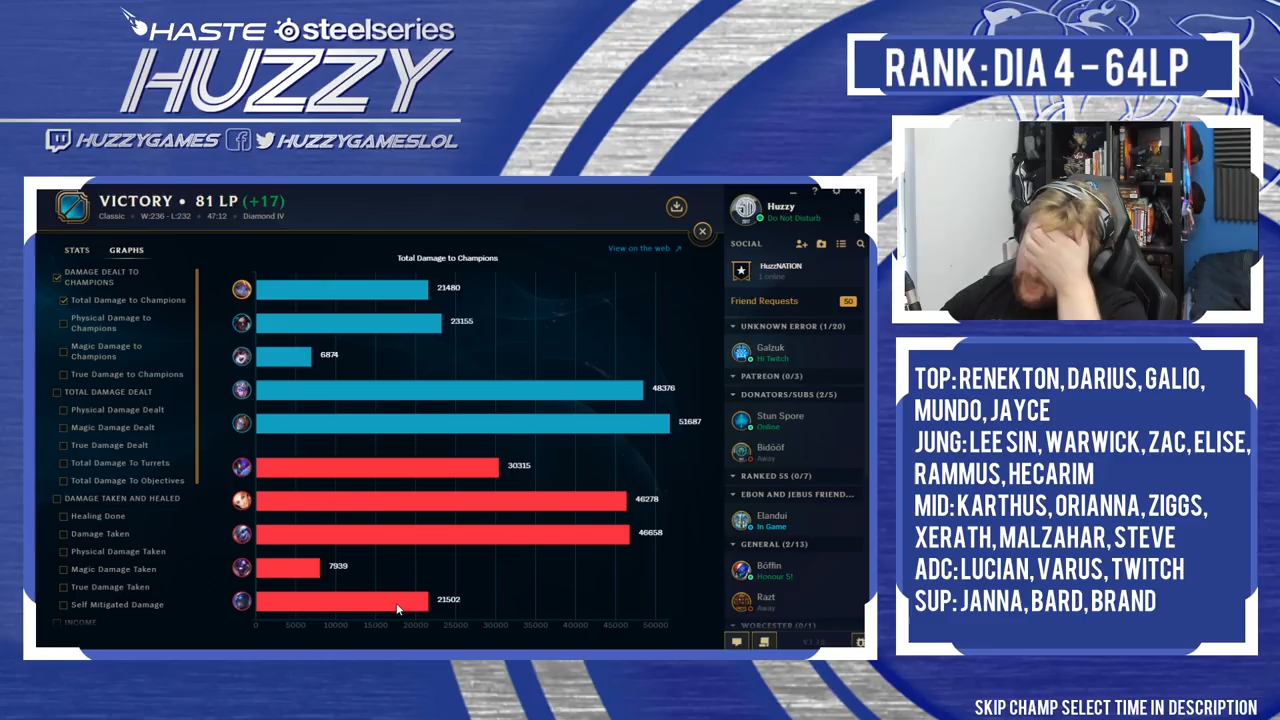 HASTE steelseries
HUZZY
HUZZYGAMES HUZZYGAMESLOL
RANK: DIA 4 - 64LP
VICTORY • 81 LP (+17)
Classic • W:236 - L:232 • 47:12 • Diamond IV
STATS GRAPHS
View on the web
DAMAGE DEALT TO
CHAMPIONS
Total Damage to Champions
Physical Damage to
Champions
Magic Damage to
Champions
True Damage to Champions
TOTAL DAMAGE DEALT
Physical Damage Dealt
Magic Damage Dealt
True Damage Dealt
Total Damage To Turrets
Total Damage To Objectives
DAMAGE TAKEN AND HEALED
Healing Done
Damage Taken
Physical Damage Taken
Magic Damage Taken
True Damage Taken
Self Mitigated Damage
INCOME
Total Damage to Champions
21480
23155
6874
48376
51687
30315
46278
46658
7939
21502
0 5000 10000 15000 20000 25000 30000 35000 40000 45000 50000
Huzzy
Do Not Disturb
SOCIAL
HuzzNATION
1 online
Friend Requests 50
UNKNOWN ERROR (1/20)
Galzuk
Hi Twitch
PATREON (0/3)
DONATORS/SUBS (2/5)
Stun Spore
Online
Bidööf
Away
RANKED 5S (0/7)
EBON AND JEBUS FRIEND...
Elandui
In Game
GENERAL (2/13)
Böffin
Honour 5!
Razt
Away
WORCESTER (0/1)
TOP: RENEKTON, DARIUS, GALIO,
MUNDO, JAYCE
JUNG: LEE SIN, WARWICK, ZAC, ELISE,
RAMMUS, HECARIM
MID: KARTHUS, ORIANNA, ZIGGS,
XERATH, MALZAHAR, STEVE
ADC: LUCIAN, VARUS, TWITCH
SUP: JANNA, BARD, BRAND
SKIP CHAMP SELECT TIME IN DESCRIPTION